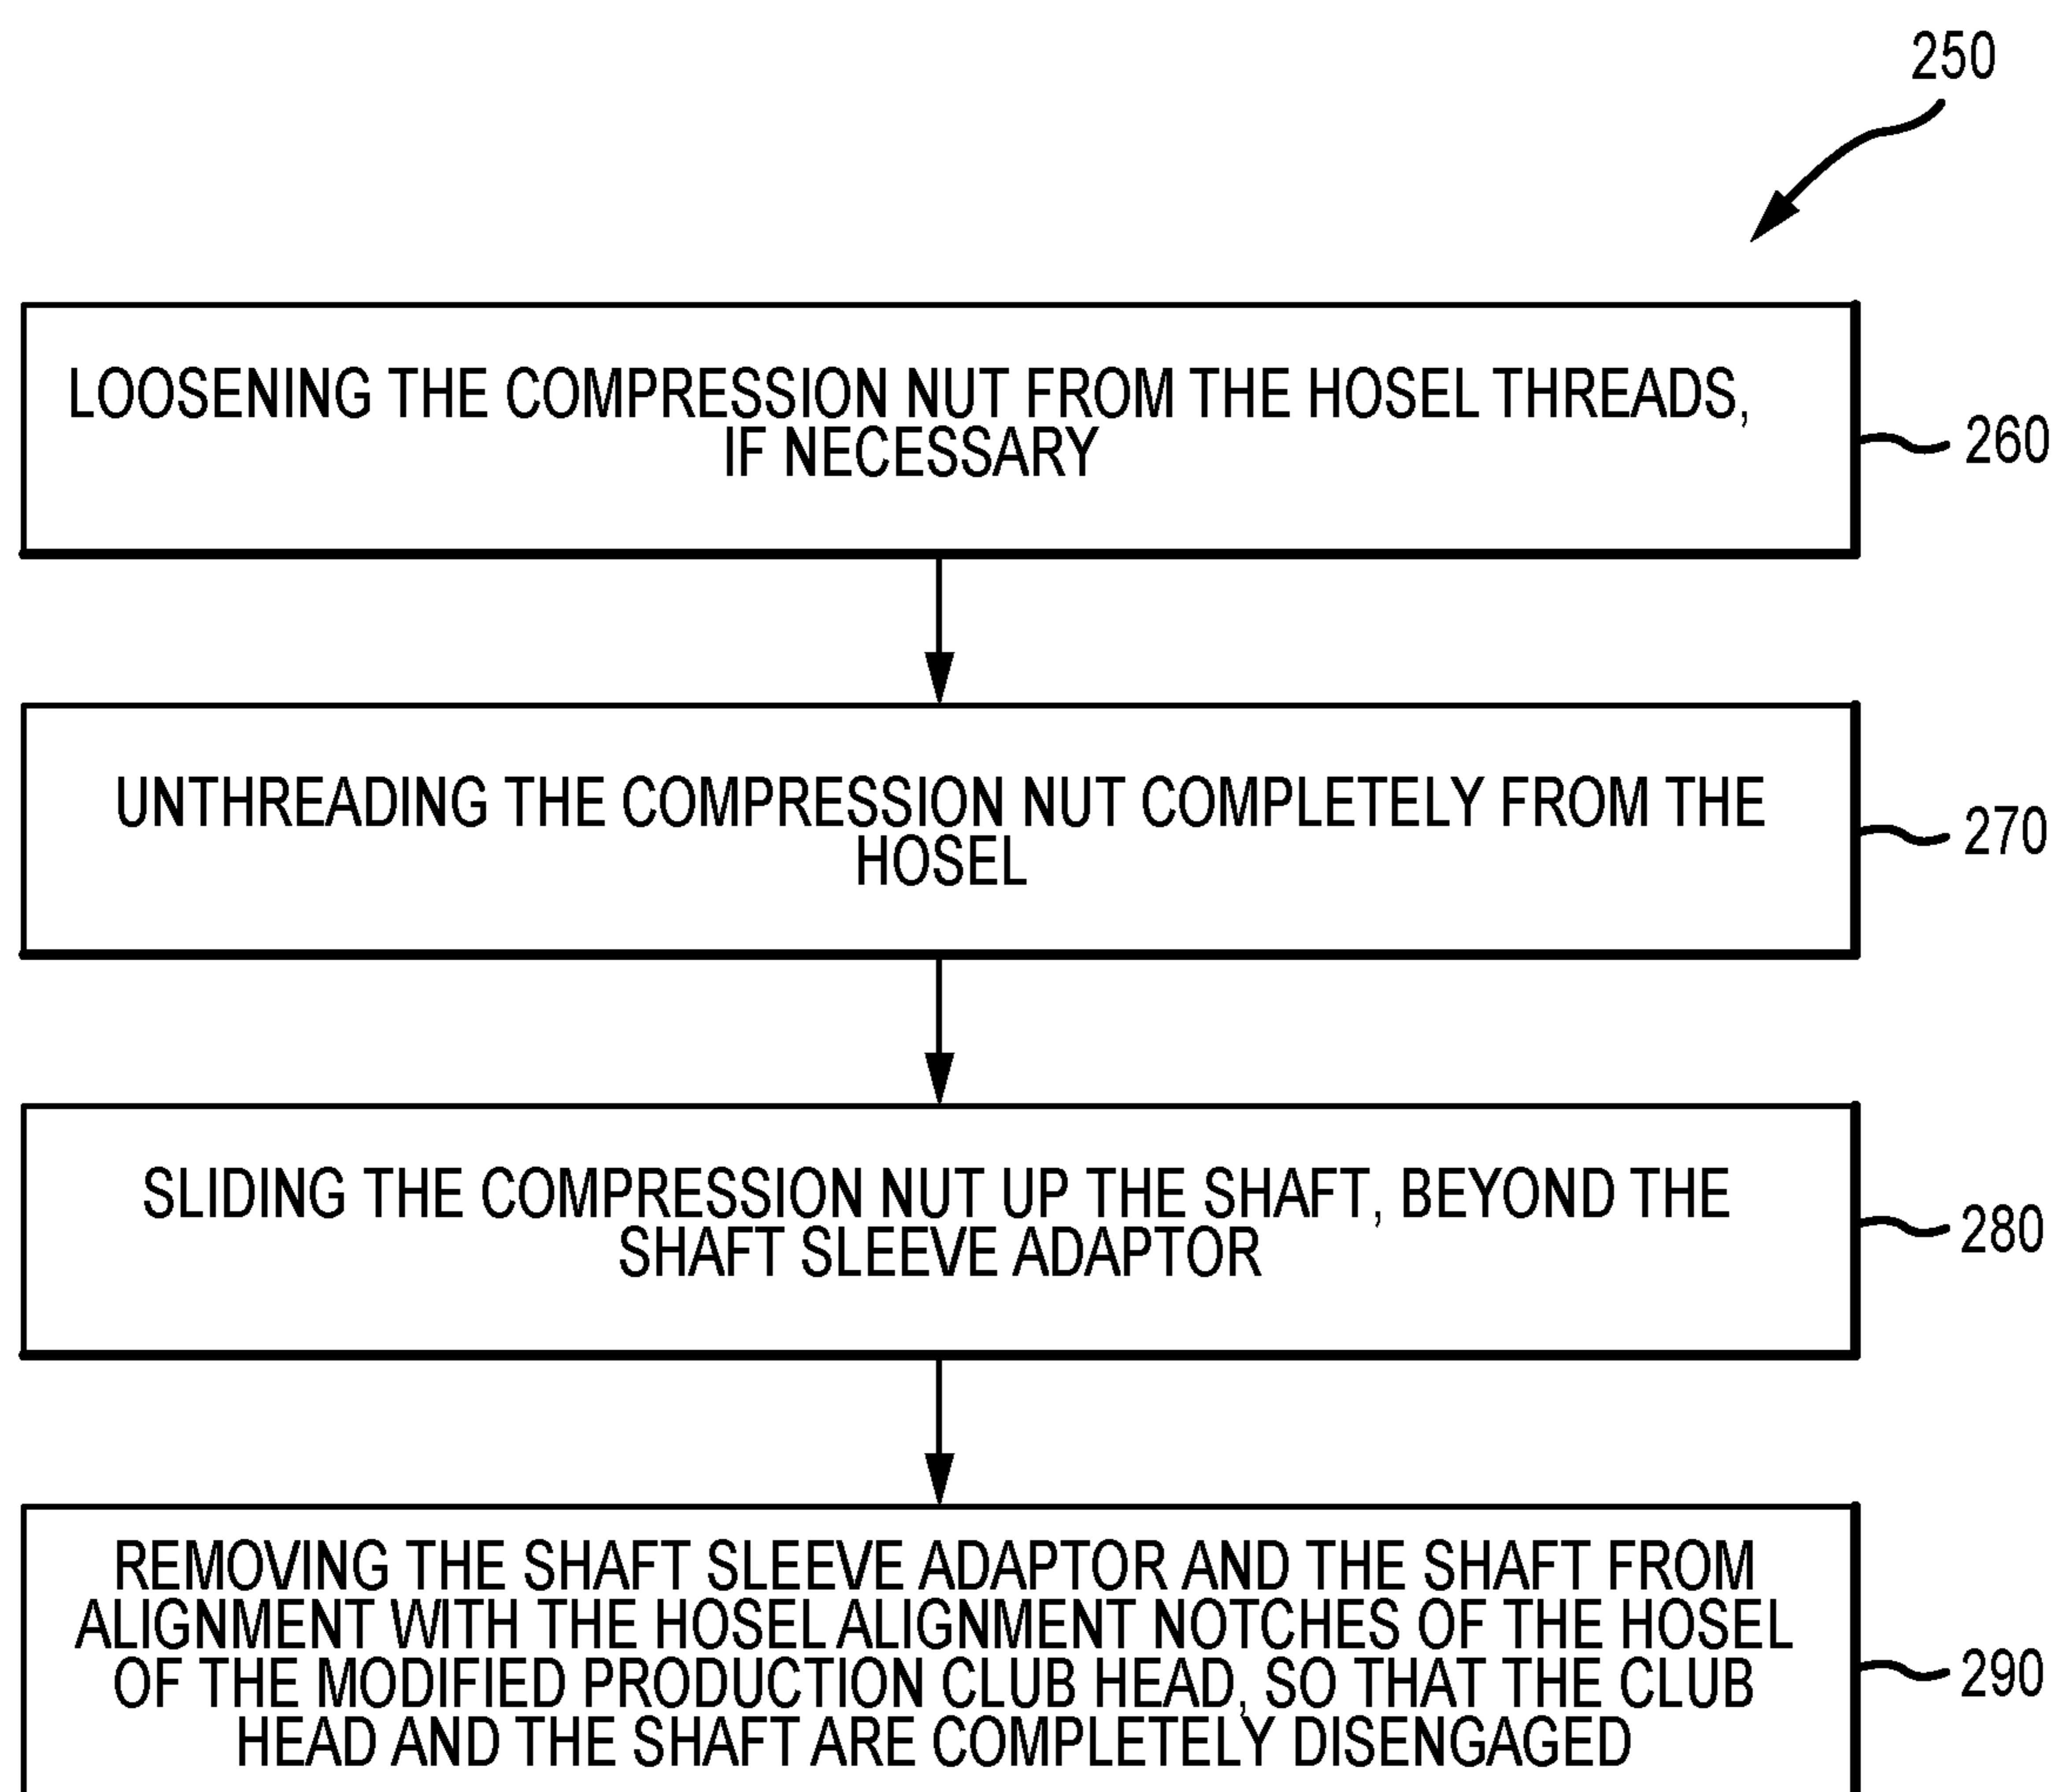 250
LOOSENING THE COMPRESSION NUT FROM THE HOSEL THREADS,
IF NECESSARY
260
UNTHREADING THE COMPRESSION NUT COMPLETELY FROM THE
HOSEL
270
SLIDING THE COMPRESSION NUT UP THE SHAFT, BEYOND THE
SHAFT SLEEVE ADAPTOR
280
REMOVING THE SHAFT SLEEVE ADAPTOR AND THE SHAFT FROM
ALIGNMENT WITH THE HOSEL ALIGNMENT NOTCHES OF THE HOSEL
OF THE MODIFIED PRODUCTION CLUB HEAD, SO THAT THE CLUB
HEAD AND THE SHAFT ARE COMPLETELY DISENGAGED
290